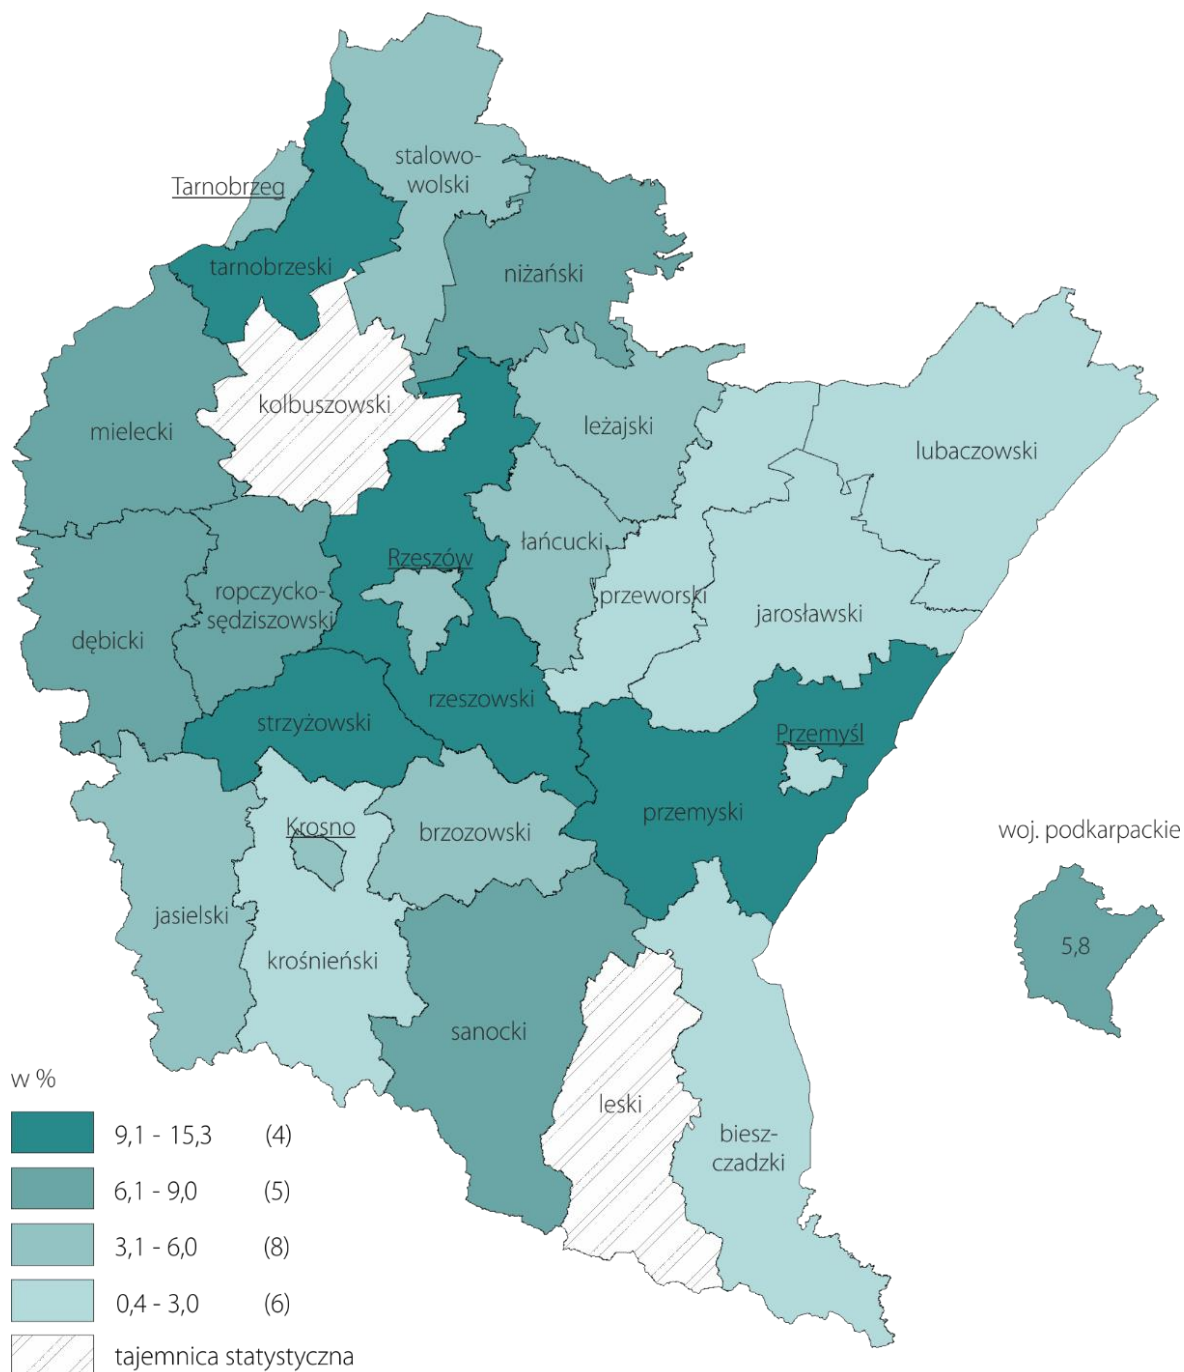 stalowo-
wolski
Tarnobrzeg
tarnobrzeski
niżański
kolbuszowski
mielecki
leżajski
lubaczowski
łańcucki
Rzeszów
ropczycko-
sędziszowski
przeworski
jarosławski
dębicki
rzeszowski
strzyżowski
Przemyśl
przemyski
Krosno
brzozowski
woj. podkarpackie
5,8
jasielski
krośnieński
sanocki
leski
biesz-
czadzki
w %
9,1 - 15,3 (4)
6,1 - 9,0 (5)
3,1 - 6,0 (8)
0,4 - 3,0 (6)
tajemnica statystyczna